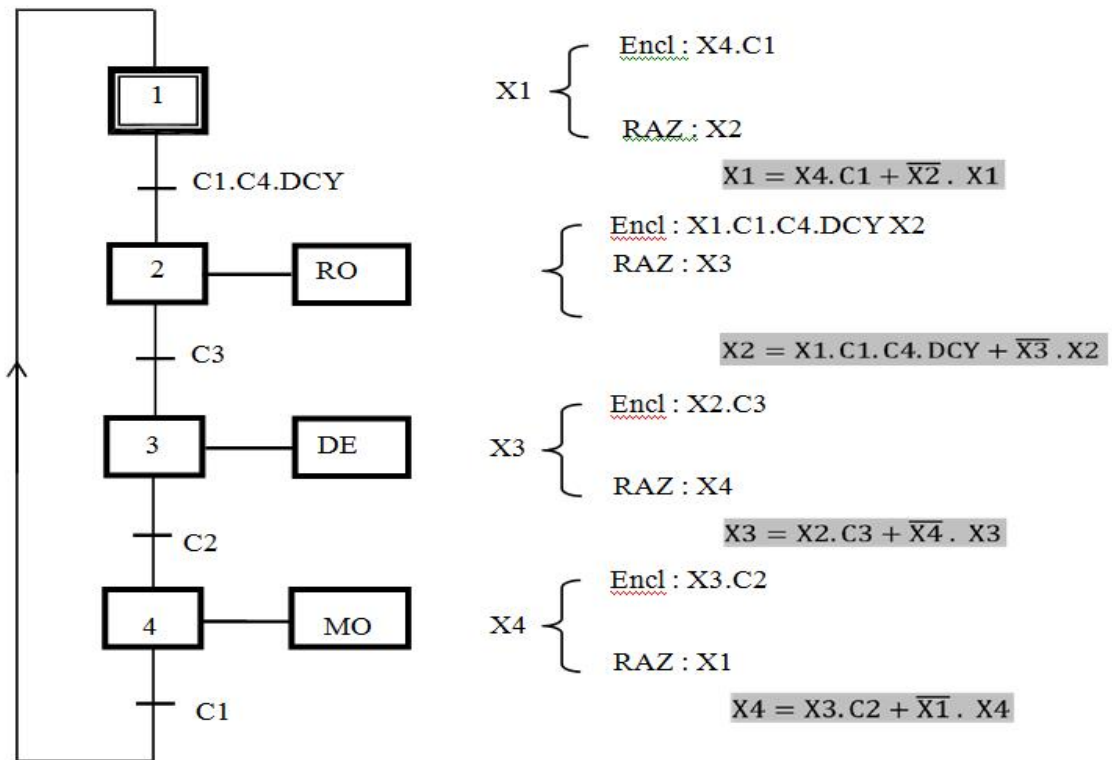 1
C1.C4.DCY
2
RO
C3
3
DE
C2
4
MO
C1
X1
Encl : X4.C1
RAZ : X2
X1 = X4.C1 + X̅2̅ . X1
Encl : X1.C1.C4.DCY X2
RAZ : X3
X2 = X1.C1.C4.DCY + X̅3̅ . X2
X3
Encl : X2.C3
RAZ : X4
X3 = X2.C3 + X̅4̅ . X3
X4
Encl : X3.C2
RAZ : X1
X4 = X3.C2 + X̅1̅ . X4